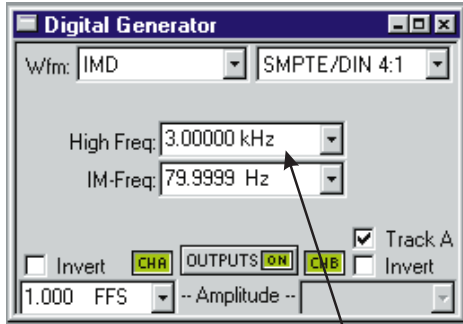 Digital Generator
Wfm: IMD SMPTE/DIN 4:1
High Freq: 3.00000 kHz
IM-Freq: 79.9999 Hz
Track A
Invert CHA OUTPUTS ON CHB Invert
1.000 FFS -- Amplitude --